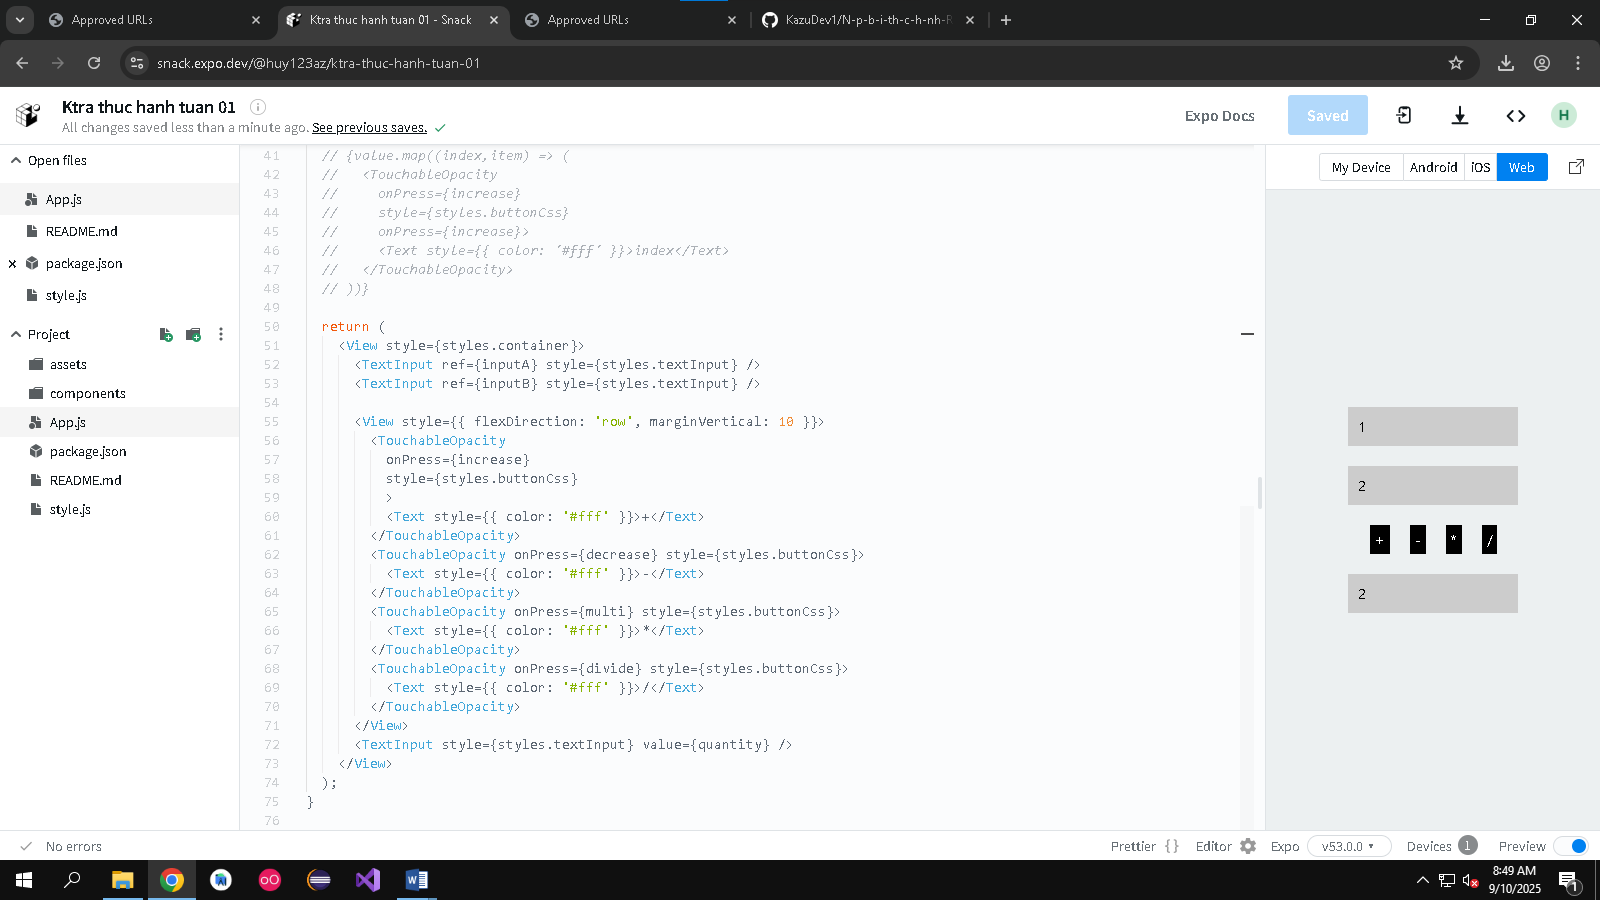 Approved URLs
Ktra thuc hanh tuan 01 - Snack
Approved URLs
KazuDev1/N-p-b-i-th-c-h-nh-R
snack.expo.dev/@huy123az/ktra-thuc-hanh-tuan-01
Ktra thuc hanh tuan 01
All changes saved less than a minute ago. See previous saves.
Expo Docs
Saved
H
Open files
App.js
README.md
package.json
style.js
Project
assets
components
App.js
package.json
README.md
style.js
41 // {value.map((index,item) => (
42 //   <TouchableOpacity
43 //     onPress={increase}
44 //     style={styles.buttonCss}
45 //     onPress={increase}>
46 //     <Text style={{ color: '#fff' }}>index</Text>
47 //   </TouchableOpacity>
48 // ))}
49
50 return (
51 <View style={styles.container}>
52 <TextInput ref={inputA} style={styles.textInput} />
53 <TextInput ref={inputB} style={styles.textInput} />
54
55 <View style={{ flexDirection: 'row', marginVertical: 10 }}>
56 <TouchableOpacity
57 onPress={increase}
58 style={styles.buttonCss}
59 >
60 <Text style={{ color: '#fff' }}>+</Text>
61 </TouchableOpacity>
62 <TouchableOpacity onPress={decrease} style={styles.buttonCss}>
63 <Text style={{ color: '#fff' }}>-</Text>
64 </TouchableOpacity>
65 <TouchableOpacity onPress={multi} style={styles.buttonCss}>
66 <Text style={{ color: '#fff' }}>*</Text>
67 </TouchableOpacity>
68 <TouchableOpacity onPress={divide} style={styles.buttonCss}>
69 <Text style={{ color: '#fff' }}>/</Text>
70 </TouchableOpacity>
71 </View>
72 <TextInput style={styles.textInput} value={quantity} />
73 </View>
74 );
75 }
76
My Device
Android
iOS
Web
1
2
+ - * /
2
No errors
Prettier {}
Editor
Expo
v53.0.0
Devices 1
Preview
8:49 AM
9/10/2025
1